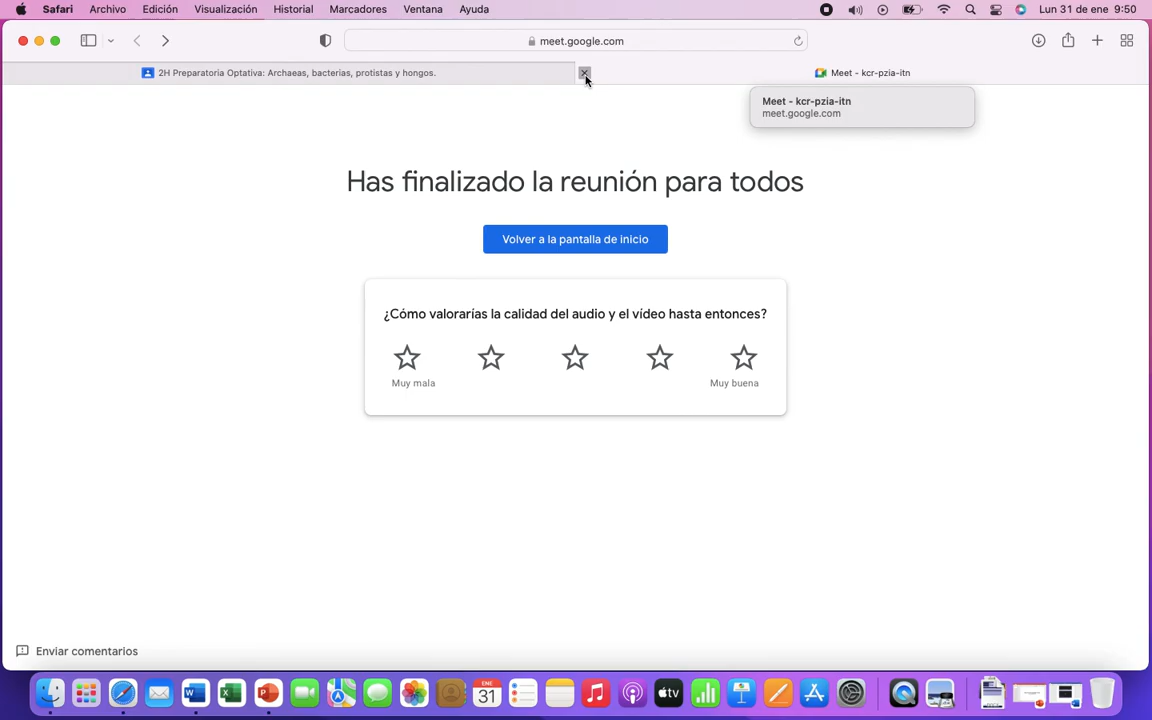 Safari Archivo Edición Visualización Historial Marcadores Ventana Ayuda Lun 31 de ene 9:50
meet.google.com
2H Preparatoria Optativa: Archaeas, bacterias, protistas y hongos. Meet - kcr-pzia-itn
Meet - kcr-pzia-itn
meet.google.com
Has finalizado la reunión para todos
Volver a la pantalla de inicio
¿Cómo valorarías la calidad del audio y el vídeo hasta entonces?
Muy mala Muy buena
Enviar comentarios
ENE
31
tv